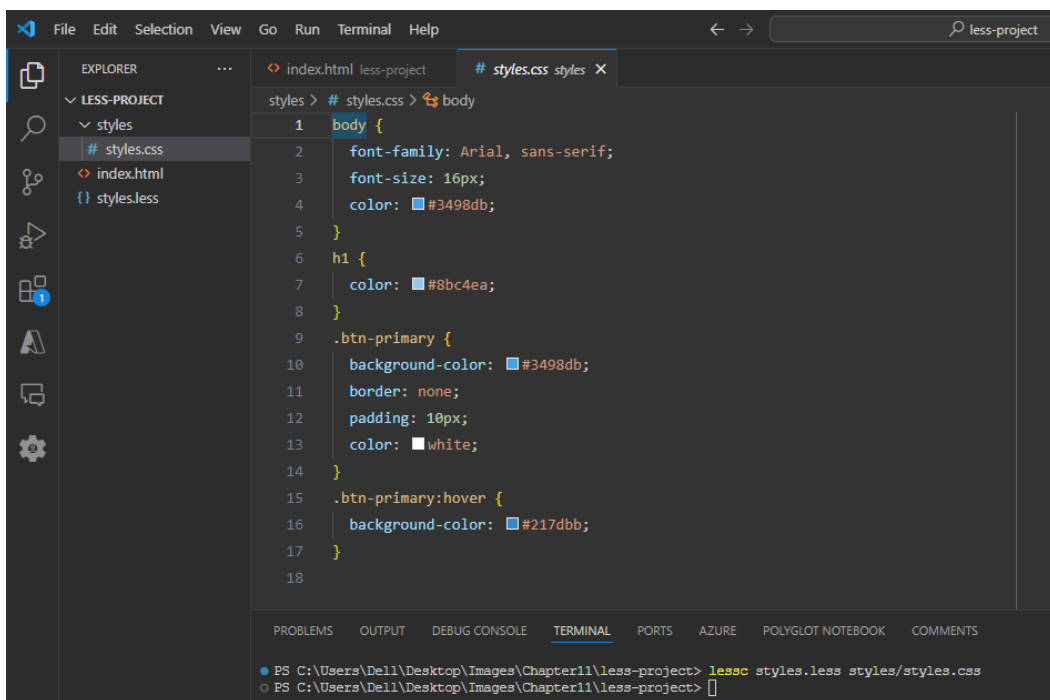 File Edit Selection View Go Run Terminal Help
less-project
EXPLORER ...
index.html less-project
# styles.css styles
LESS-PROJECT
styles
# styles.css
index.html
{} styles.less
styles > # styles.css > body
1 body {
2 font-family: Arial, sans-serif;
3 font-size: 16px;
4 color: #3498db;
5 }
6 h1 {
7 color: #8bc4ea;
8 }
9 .btn-primary {
10 background-color: #3498db;
11 border: none;
12 padding: 10px;
13 color: white;
14 }
15 .btn-primary:hover {
16 background-color: #217dbb;
17 }
18
1
PROBLEMS OUTPUT DEBUG CONSOLE TERMINAL PORTS AZURE POLYGLOT NOTEBOOK COMMENTS
PS C:\Users\Dell\Desktop\Images\Chapter11\less-project> lessc styles.less styles/styles.css
PS C:\Users\Dell\Desktop\Images\Chapter11\less-project>